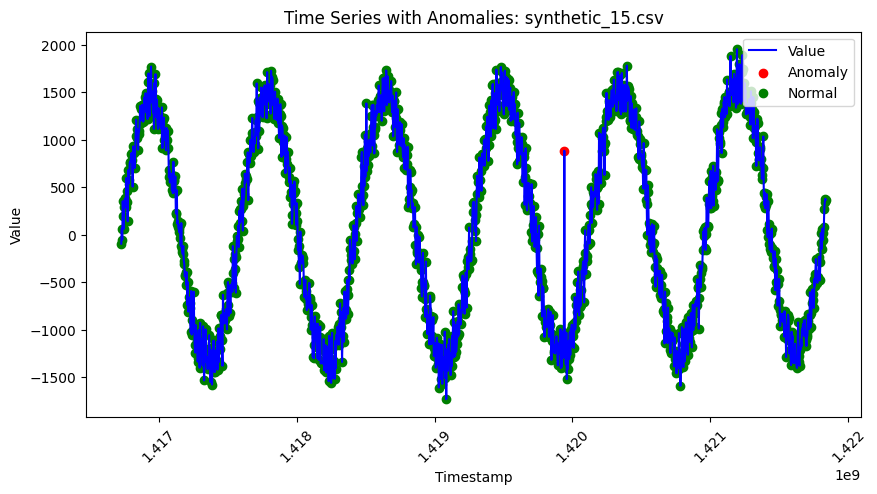 Time Series with Anomalies: synthetic_15.csv
Value
Anomaly
Normal
2000
1500
1000
500
0
−500
−1000
−1500
Value
1.417
1.418
1.419
1.420
1.421
1.422
1e9
Timestamp